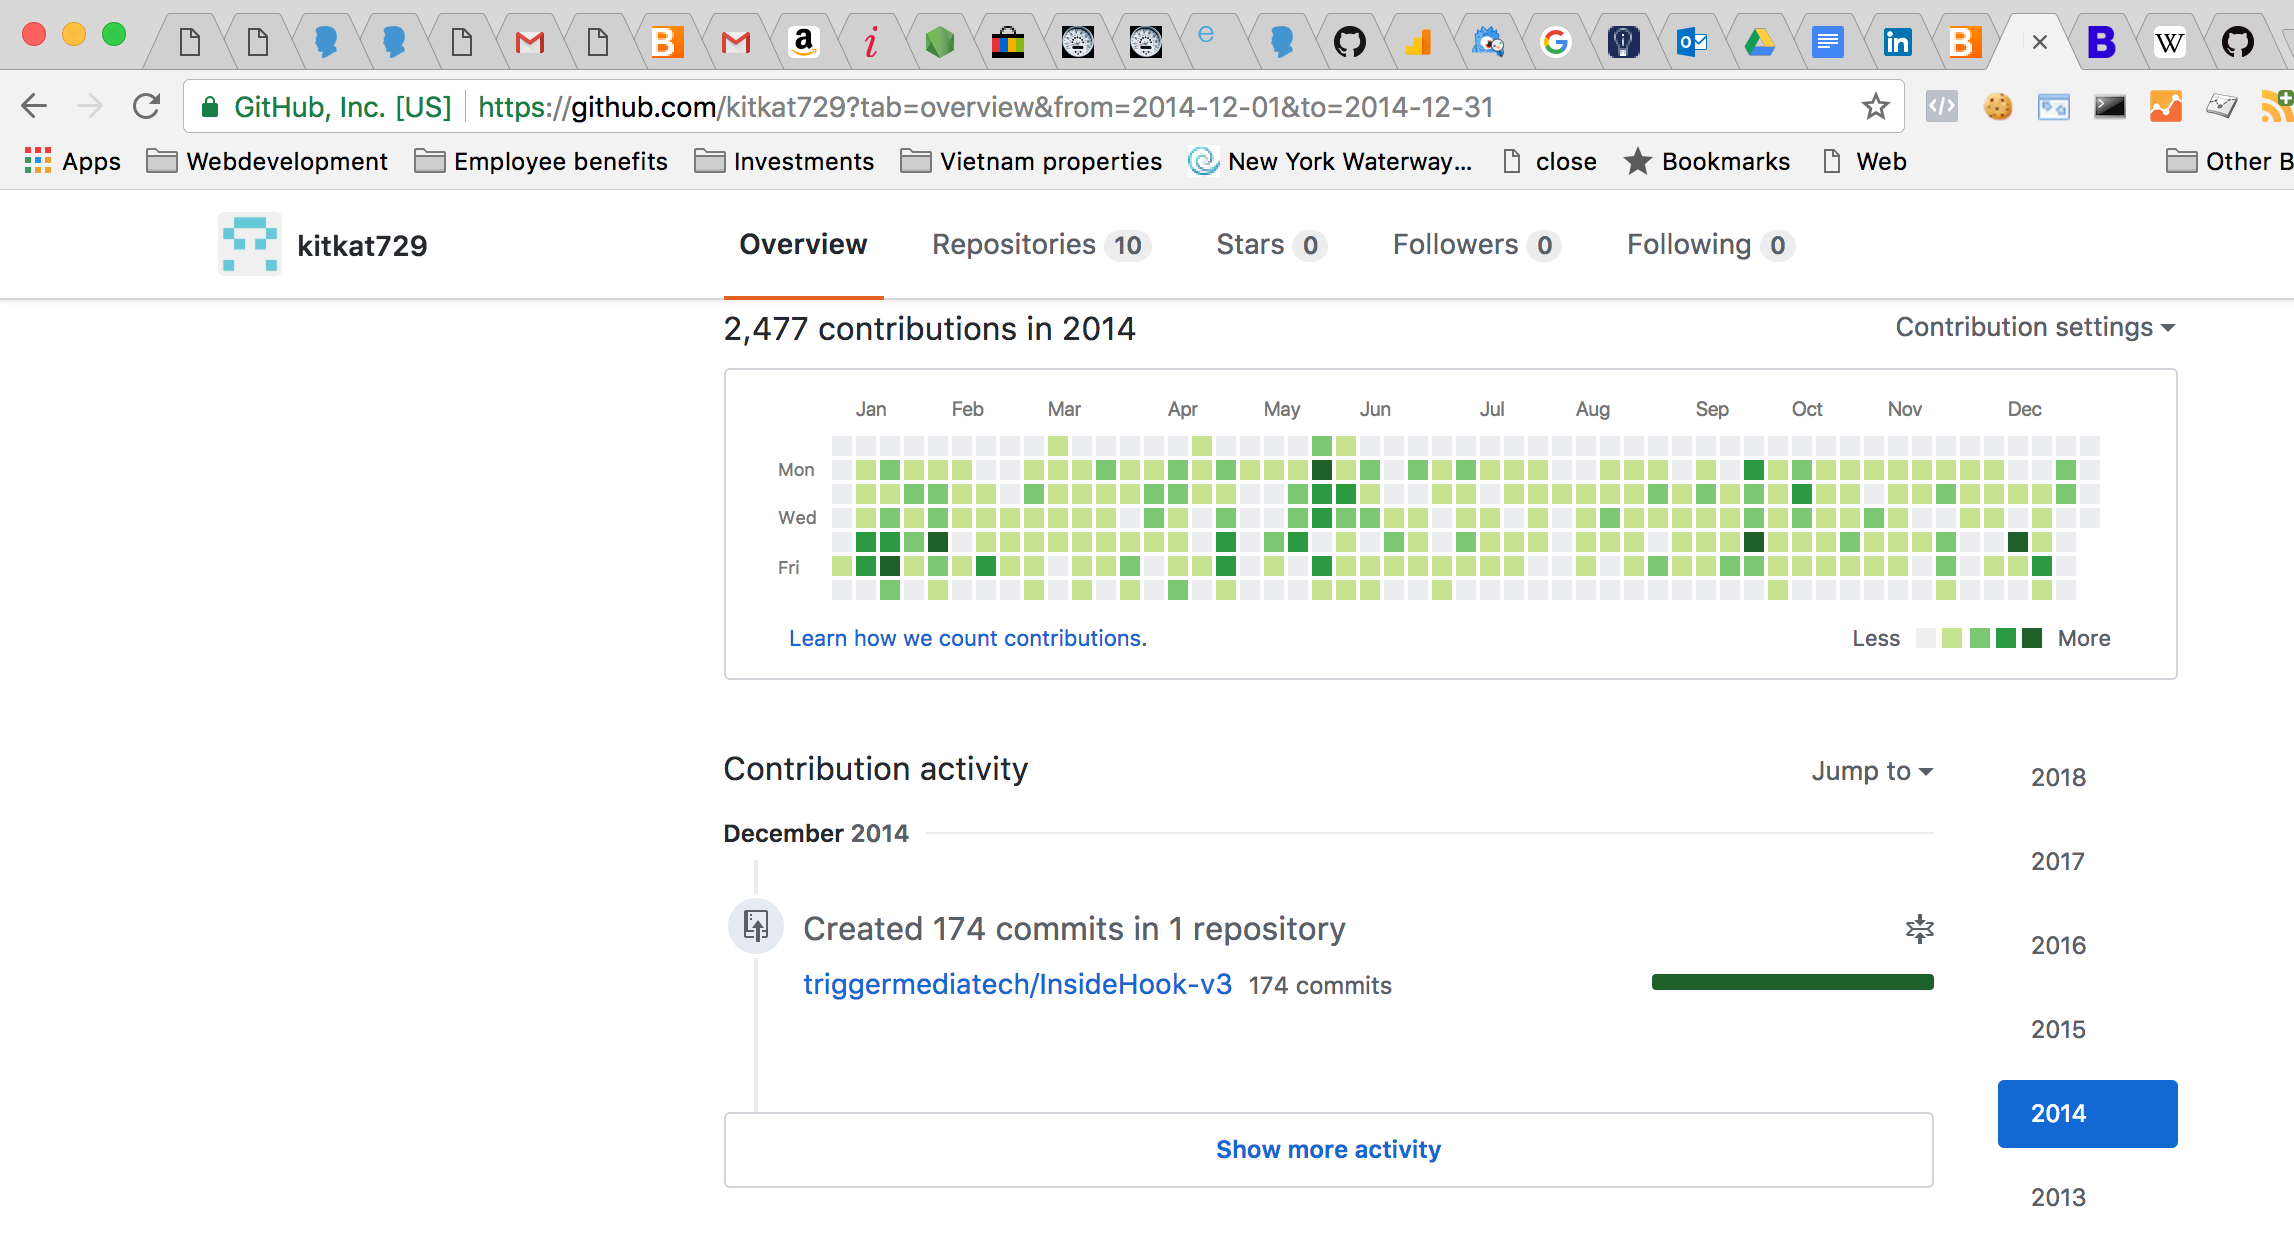 GitHub, Inc. [US] https://github.com/kitkat729?tab=overview&from=2014-12-01&to=2014-12-31
Apps Webdevelopment Employee benefits Investments Vietnam properties New York Waterway... close Bookmarks Web Other B
kitkat729 Overview Repositories 10 Stars 0 Followers 0 Following 0
2,477 contributions in 2014 Contribution settings
Jan Feb Mar Apr May Jun Jul Aug Sep Oct Nov Dec
Mon
Wed
Fri
Learn how we count contributions. Less More
Contribution activity Jump to
December 2014
Created 174 commits in 1 repository
triggermediatech/InsideHook-v3 174 commits
Show more activity
2018
2017
2016
2015
2014
2013